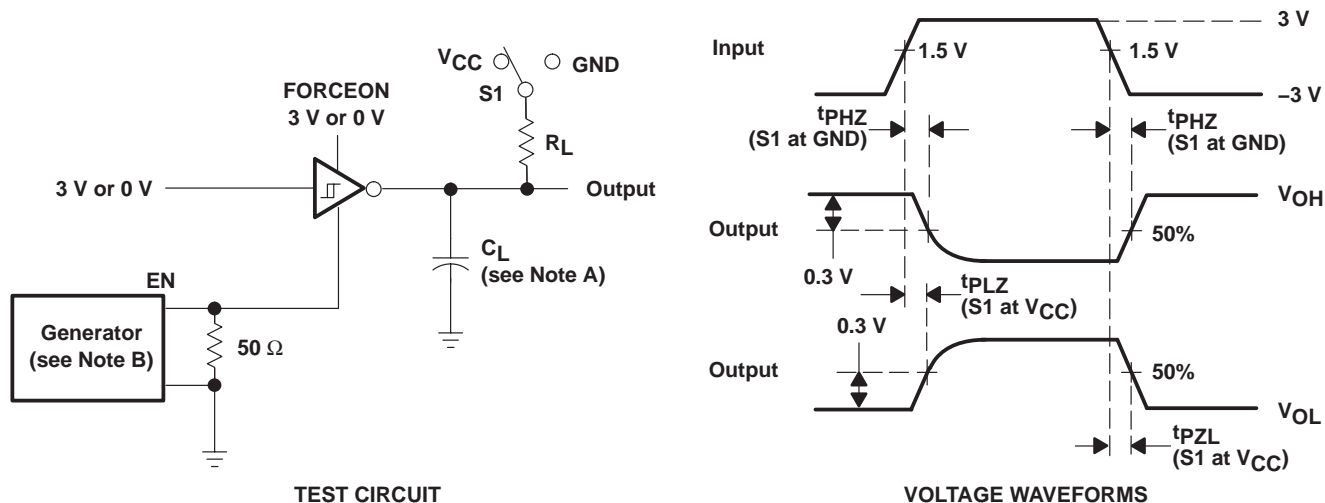 VCC
GND
S1
FORCEON
3 V or 0 V
RL
3 V or 0 V
Output
CL
(see Note A)
EN
Generator
(see Note B)
50 Ω
TEST CIRCUIT
3 V
Input
1.5 V
1.5 V
–3 V
tPHZ
(S1 at GND)
tPHZ
(S1 at GND)
VOH
Output
50%
0.3 V
tPLZ
(S1 at VCC)
0.3 V
Output
50%
VOL
tPZL
(S1 at VCC)
VOLTAGE WAVEFORMS